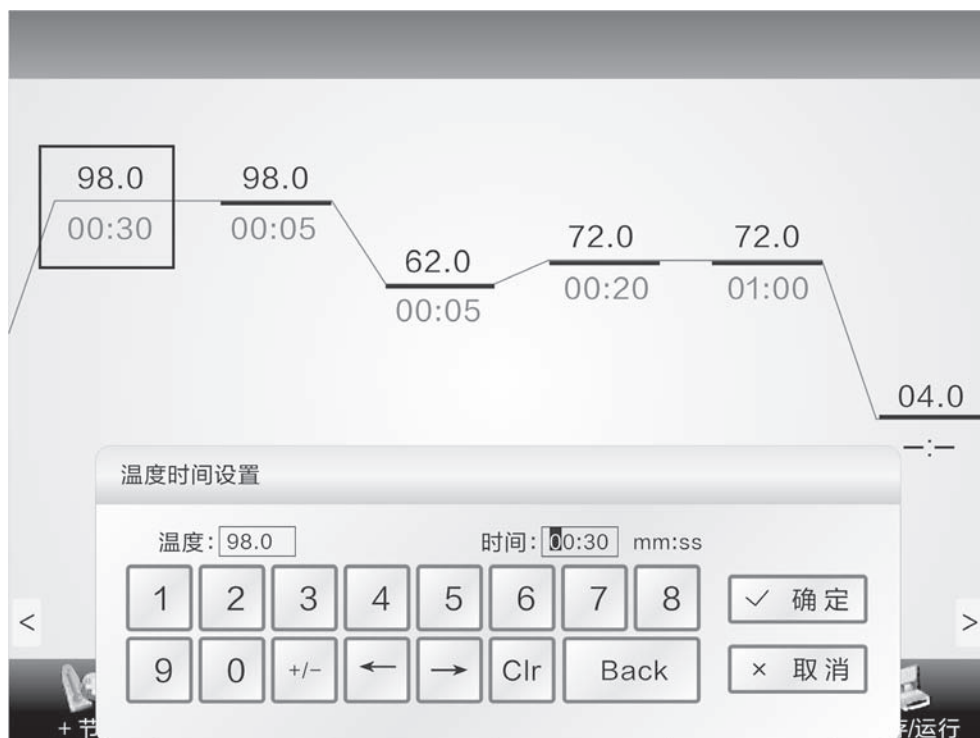 98.0 98.0
00:30 00:05
62.0 72.0 72.0
00:05 00:20 01:00
04.0
–:–
温度时间设置
温度: 98.0 时间: 00:30 mm:ss
1 2 3 4 5 6 7 8 ✓ 确定
< >
9 0 +/- ← → Clr Back × 取消
+ 节 /运行